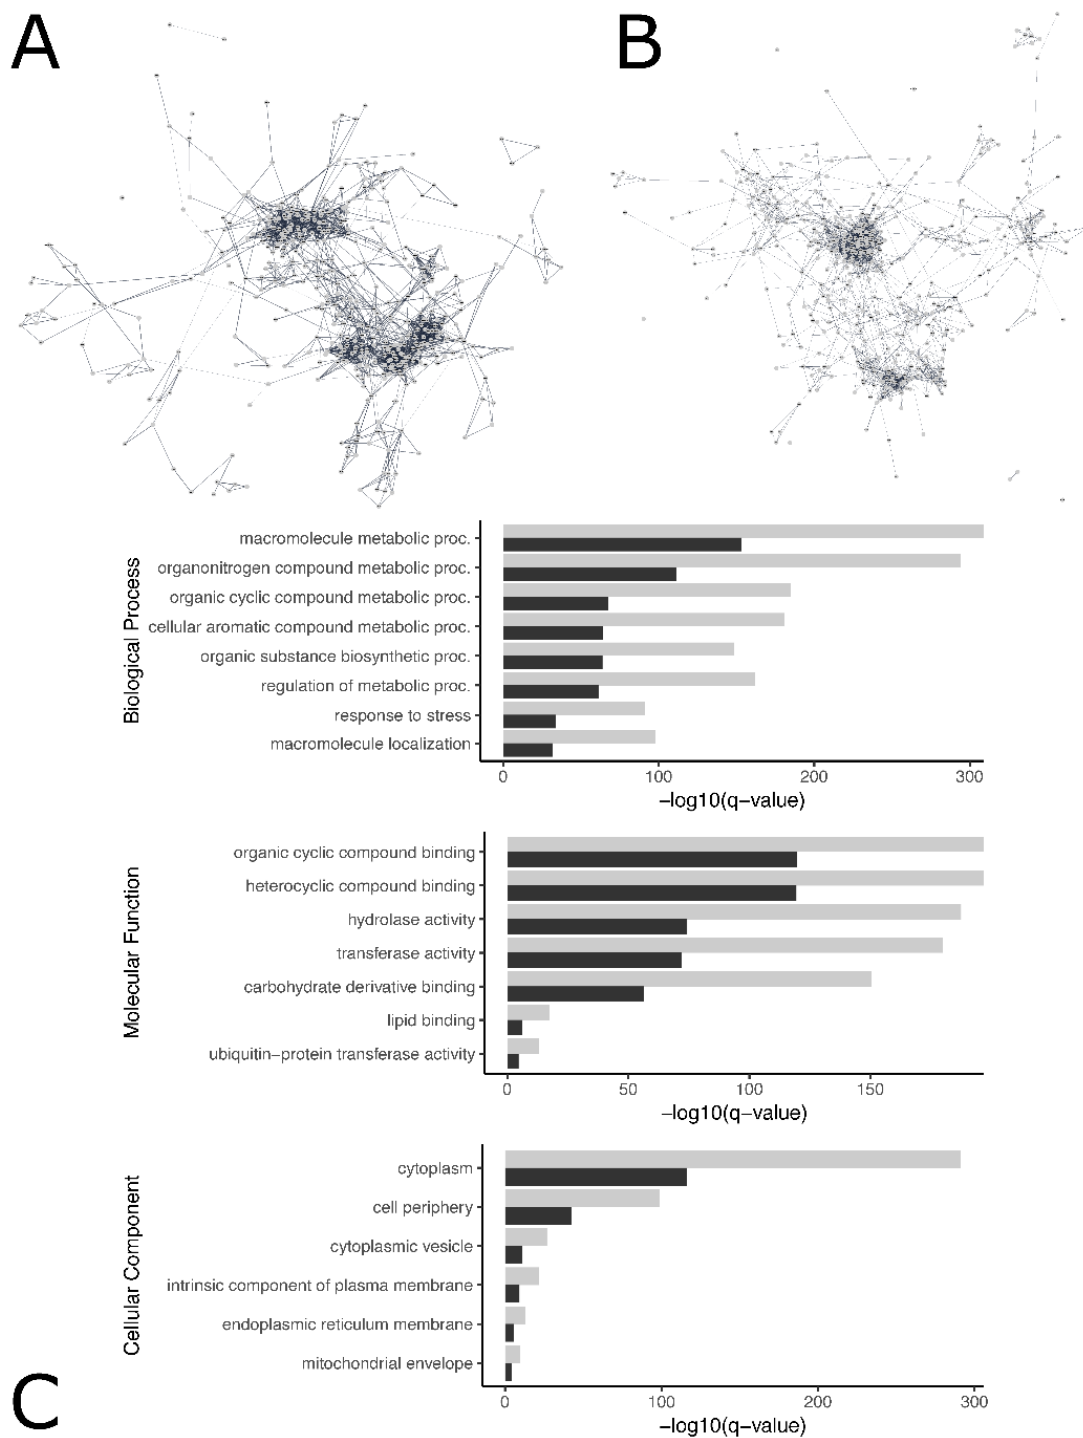 A
B
Biological Process
macromolecule metabolic proc.
organonitrogen compound metabolic proc.
organic cyclic compound metabolic proc.
cellular aromatic compound metabolic proc.
organic substance biosynthetic proc.
regulation of metabolic proc.
response to stress
macromolecule localization
0 100 200 300
−log10(q−value)
Molecular Function
organic cyclic compound binding
heterocyclic compound binding
hydrolase activity
transferase activity
carbohydrate derivative binding
lipid binding
ubiquitin−protein transferase activity
0 50 100 150
−log10(q−value)
Cellular Component
cytoplasm
cell periphery
cytoplasmic vesicle
intrinsic component of plasma membrane
endoplasmic reticulum membrane
mitochondrial envelope
0 100 200 300
−log10(q−value)
C